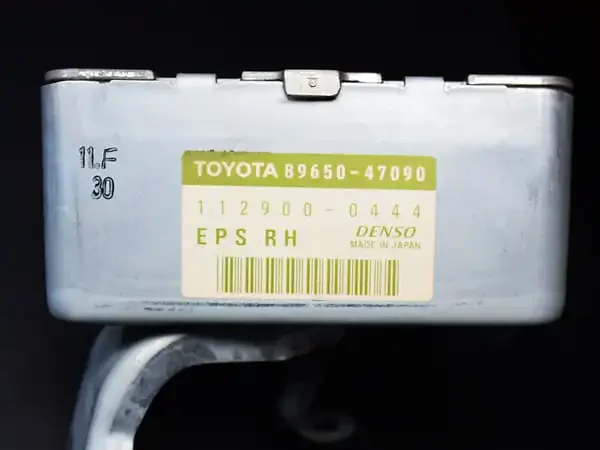 11.F
30
TOYOTA 89650-47090
112900-0444
EPS RH DENSO
MADE IN JAPAN